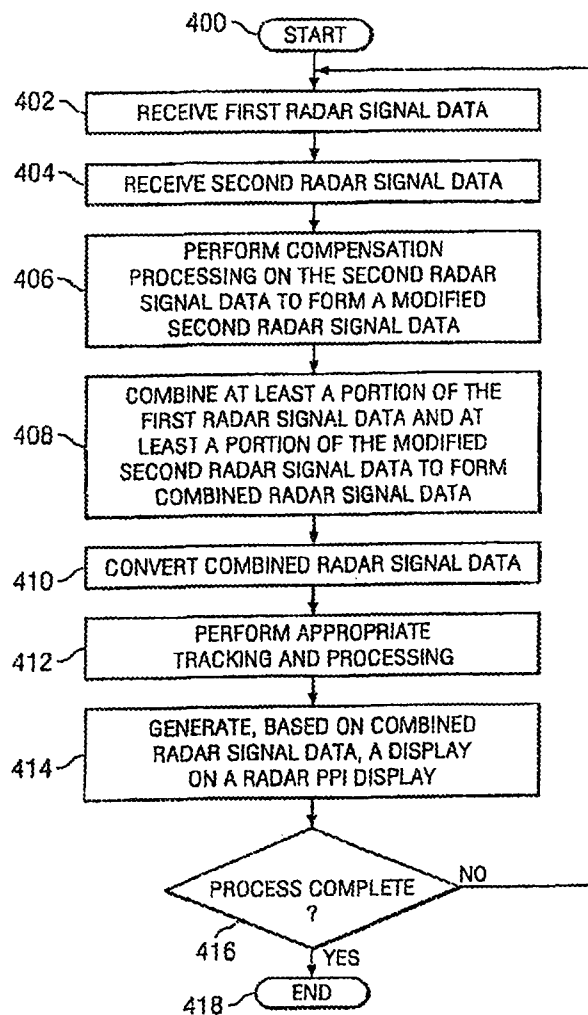 400
START
402
RECEIVE FIRST RADAR SIGNAL DATA
404
RECEIVE SECOND RADAR SIGNAL DATA
406
PERFORM COMPENSATION
PROCESSING ON THE SECOND RADAR
SIGNAL DATA TO FORM A MODIFIED
SECOND RADAR SIGNAL DATA
408
COMBINE AT LEAST A PORTION OF THE
FIRST RADAR SIGNAL DATA AND AT
LEAST A PORTION OF THE MODIFIED
SECOND RADAR SIGNAL DATA TO FORM
COMBINED RADAR SIGNAL DATA
410
CONVERT COMBINED RADAR SIGNAL DATA
412
PERFORM APPROPRIATE
TRACKING AND PROCESSING
414
GENERATE, BASED ON COMBINED
RADAR SIGNAL DATA, A DISPLAY
ON A RADAR PPI DISPLAY
PROCESS COMPLETE
?
NO
416
YES
END
418